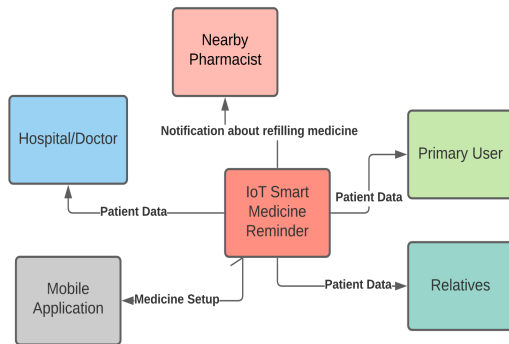 Nearby
Pharmacist
Notification about refilling medicine
Hospital/Doctor
Primary User
IoT Smart
Medicine
Reminder
Patient Data
Patient Data
Mobile
Application
Medicine Setup
Patient Data
Relatives